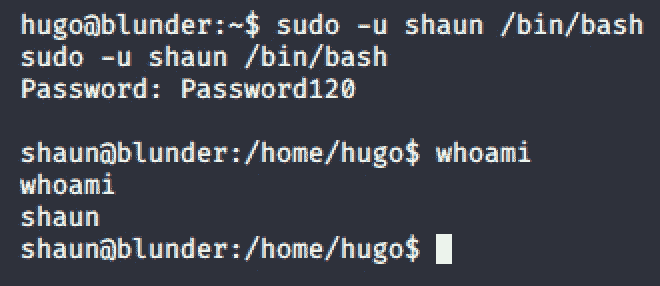 hugo@blunder:~$ sudo -u shaun /bin/bash
sudo -u shaun /bin/bash
Password: Password120
shaun@blunder:/home/hugo$ whoami
whoami
shaun
shaun@blunder:/home/hugo$